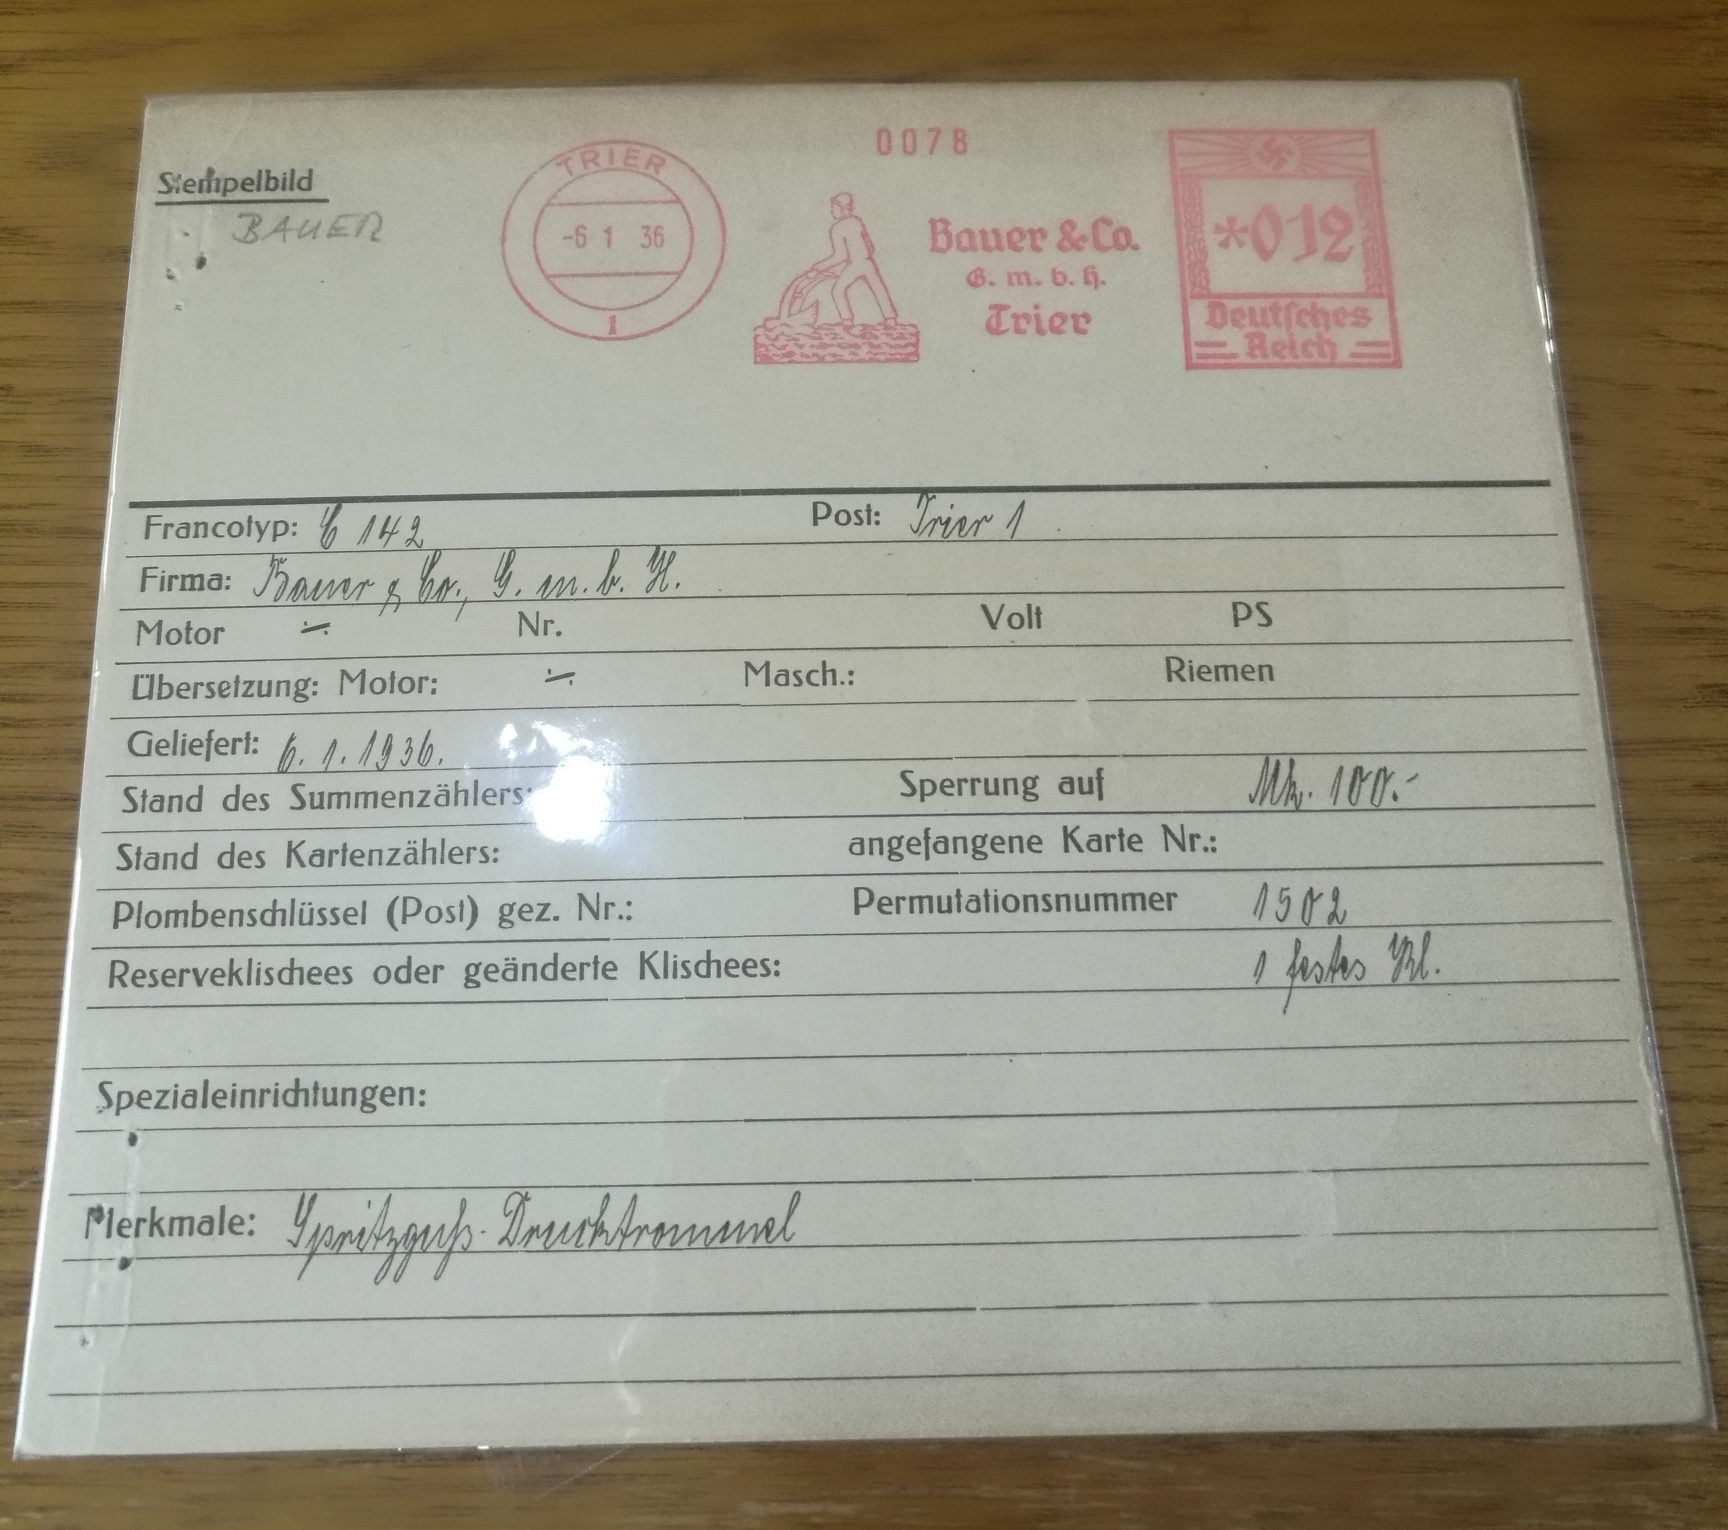 Stempelbild
BAUER
TRIER
-6 1 36
1
0078
Bauer & Co.
G. m. b. H.
Trier
*012
Deutsches
Reich
Francotyp: C 142 Post: Trier 1
Firma: Bauer & Co., G. m. b. H.
Motor Nr. Volt PS
Übersetzung: Motor: Masch.: Riemen
Geliefert: 6. 1. 1936.
Stand des Summenzählers: Sperrung auf Mk. 100.-
Stand des Kartenzählers: angefangene Karte Nr.:
Plombenschlüssel (Post) gez. Nr.: Permutationsnummer 1502
Reserveklischees oder geänderte Klischees: 1 festes Kl.
Spezialeinrichtungen:
Merkmale: Spritzguß-Drucktrommel